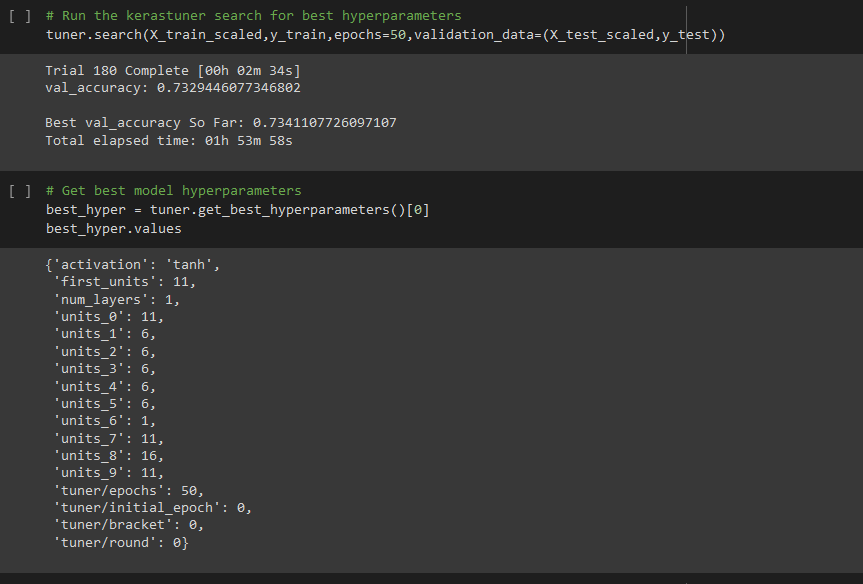 [ ] # Run the kerastuner search for best hyperparameters
tuner.search(X_train_scaled,y_train,epochs=50,validation_data=(X_test_scaled,y_test))
Trial 180 Complete [00h 02m 34s]
val_accuracy: 0.7329446077346802
Best val_accuracy So Far: 0.7341107726097107
Total elapsed time: 01h 53m 58s
[ ] # Get best model hyperparameters
best_hyper = tuner.get_best_hyperparameters()[0]
best_hyper.values
{'activation': 'tanh',
'first_units': 11,
'num_layers': 1,
'units_0': 11,
'units_1': 6,
'units_2': 6,
'units_3': 6,
'units_4': 6,
'units_5': 6,
'units_6': 1,
'units_7': 11,
'units_8': 16,
'units_9': 11,
'tuner/epochs': 50,
'tuner/initial_epoch': 0,
'tuner/bracket': 0,
'tuner/round': 0}